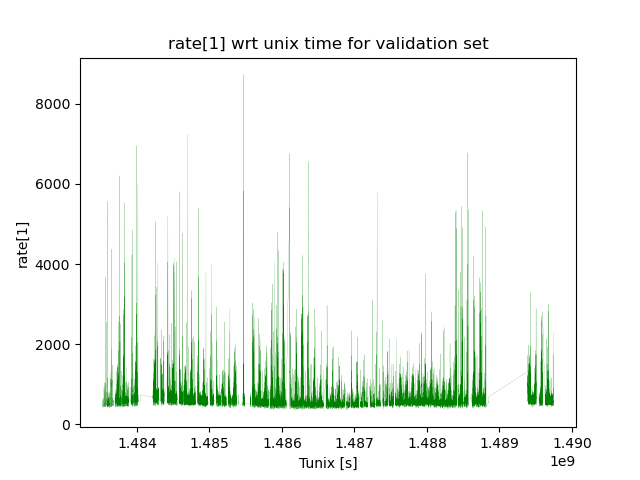 rate[1] wrt unix time for validation set
rate[1]
8000
6000
4000
2000
0
1.484 1.485 1.486 1.487 1.488 1.489 1.490
Tunix [s]
1e9